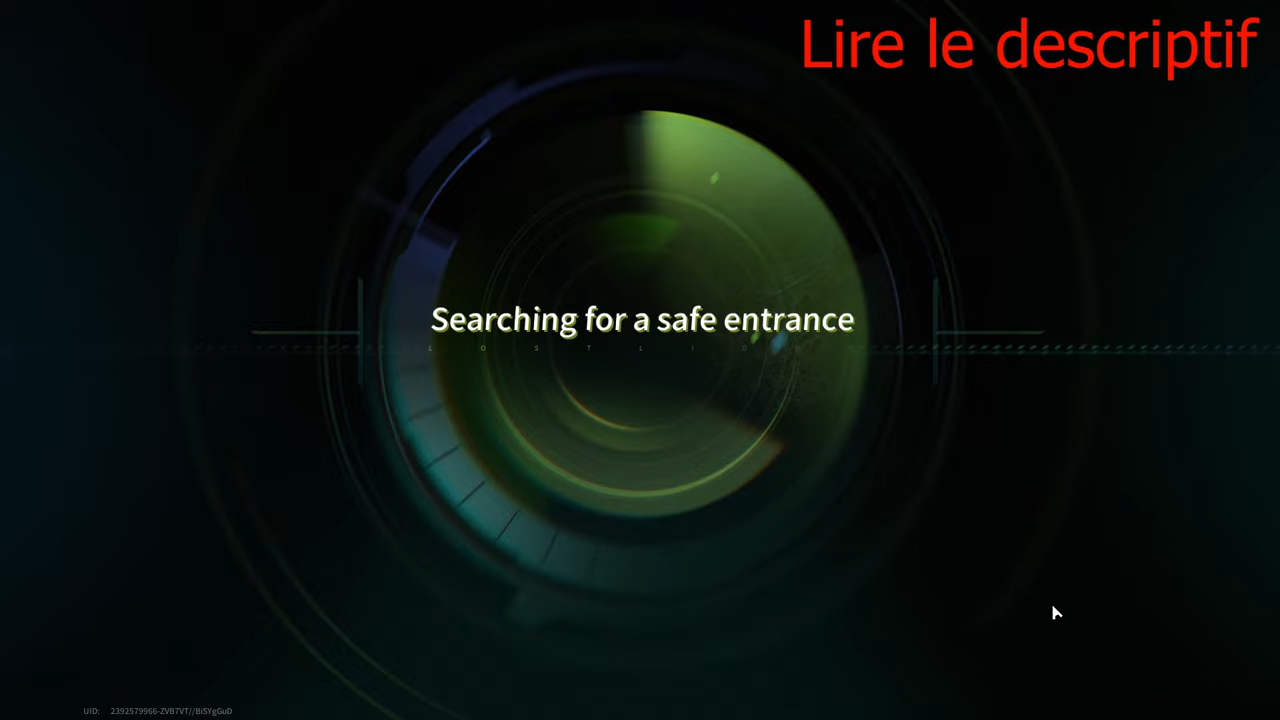 Lire le descriptif
Searching for a safe entrance
L O S T L I D
UID: 2392579966-ZVB7VT//BiSYgGuD